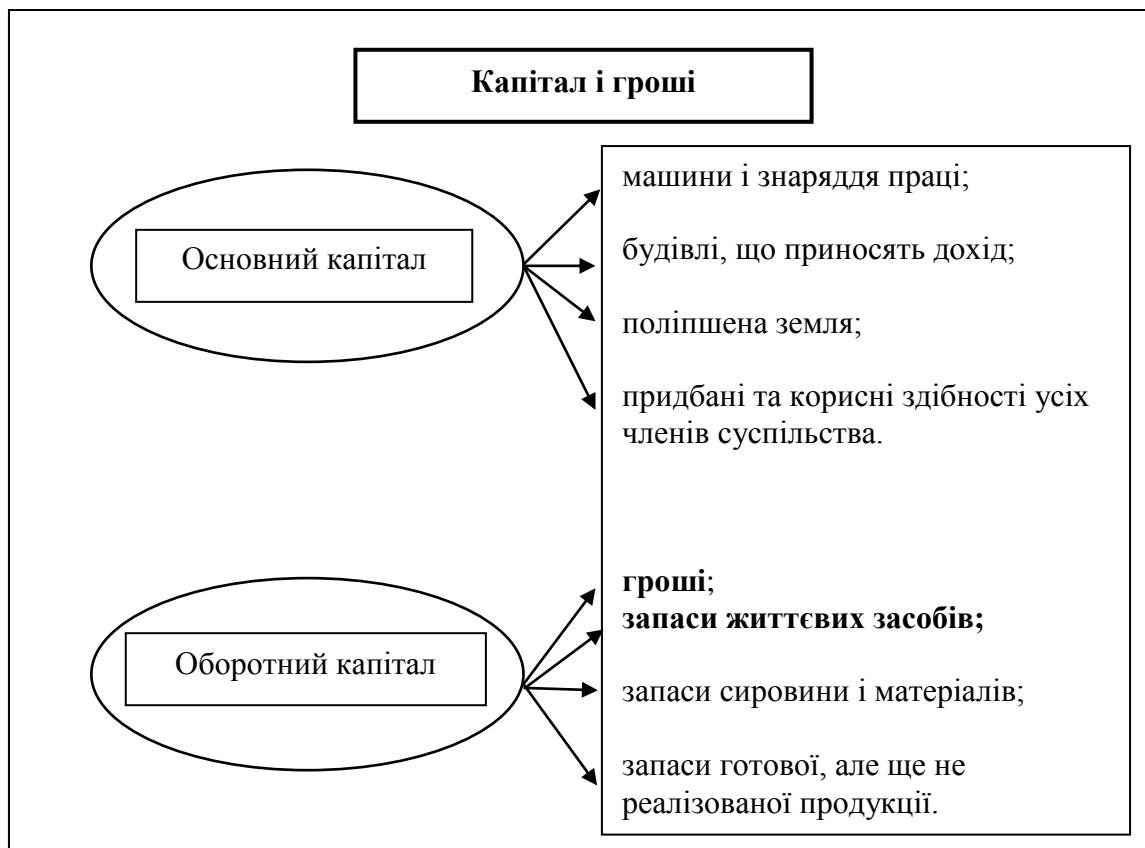 Капітал і гроші
Основний капітал
машини і знаряддя праці;
будівлі, що приносять дохід;
поліпшена земля;
придбані та корисні здібності усіх
членів суспільства.
Оборотний капітал
гроші;
запаси життєвих засобів;
запаси сировини і матеріалів;
запаси готової, але ще не
реалізованої продукції.